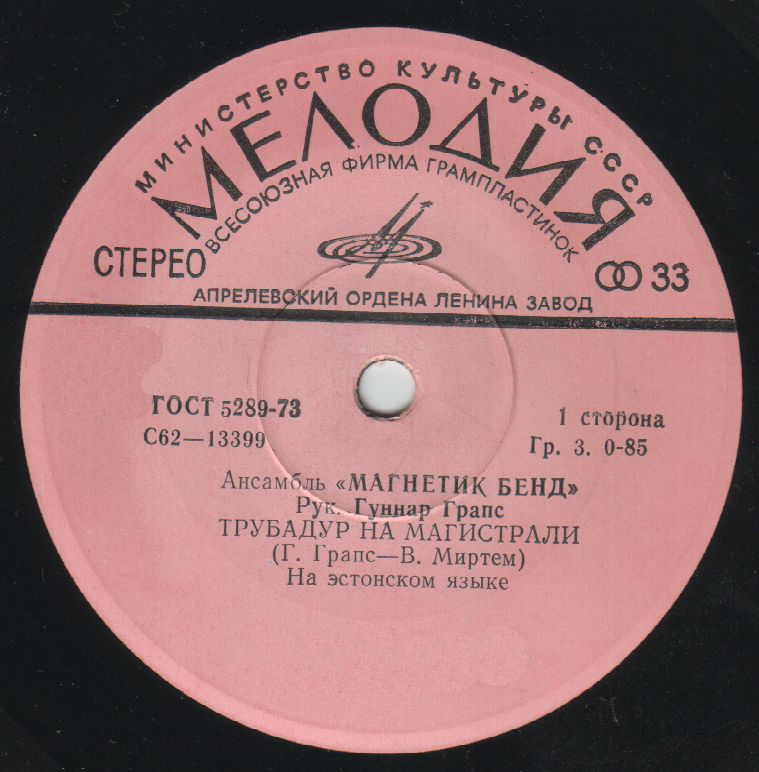 МИНИСТЕРСТВО КУЛЬТУРЫ СССР
МЕЛОДИЯ
ВСЕСОЮЗНАЯ ФИРМА ГРАМПЛАСТИНОК
СТЕРЕО
33
АПРЕЛЕВСКИЙ ОРДЕНА ЛЕНИНА ЗАВОД
ГОСТ 5289-73
1 сторона
С62—13399
Гр. 3. 0-85
Ансамбль «МАГНЕТИК БЕНД»
Рук. Гуннар Грапс
ТРУБАДУР НА МАГИСТРАЛИ
(Г. Грапс—В. Миртем)
На эстонском языке